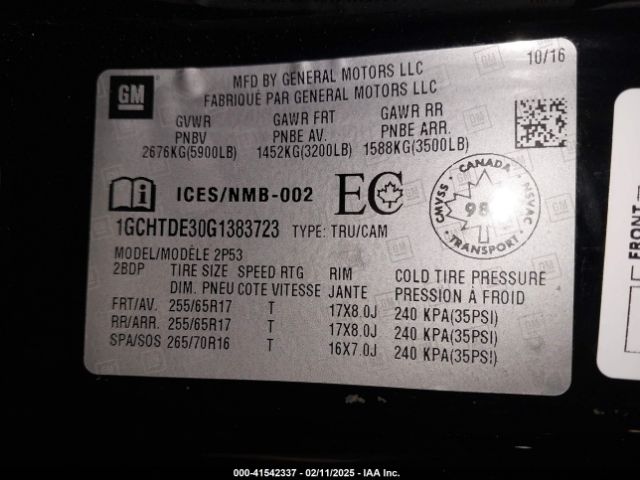 GM
MFD BY GENERAL MOTORS LLC 10/16
FABRIQUÉ PAR GENERAL MOTORS LLC
GVWR GAWR FRT GAWR RR
PNBV PNBE AV. PNBE ARR.
2676KG(5900LB) 1452KG(3200LB) 1588KG(3500LB)
ICES/NMB-002 EC
CANADA
CMVSS 98 NSVAC
TRANSPORT
1GCHTDE30G1383723 TYPE: TRU/CAM
MODEL/MODÈLE 2P53
2BDP TIRE SIZE SPEED RTG RIM COLD TIRE PRESSURE
DIM. PNEU COTE VITESSE JANTE PRESSION À FROID
FRT/AV. 255/65R17 T 17X8.0J 240 KPA(35PSI)
RR/ARR. 255/65R17 T 17X8.0J 240 KPA(35PSI)
SPA/SOS 265/70R16 T 16X7.0J 240 KPA(35PSI)
FRONT
000-41542337 - 02/11/2025 - IAA Inc.